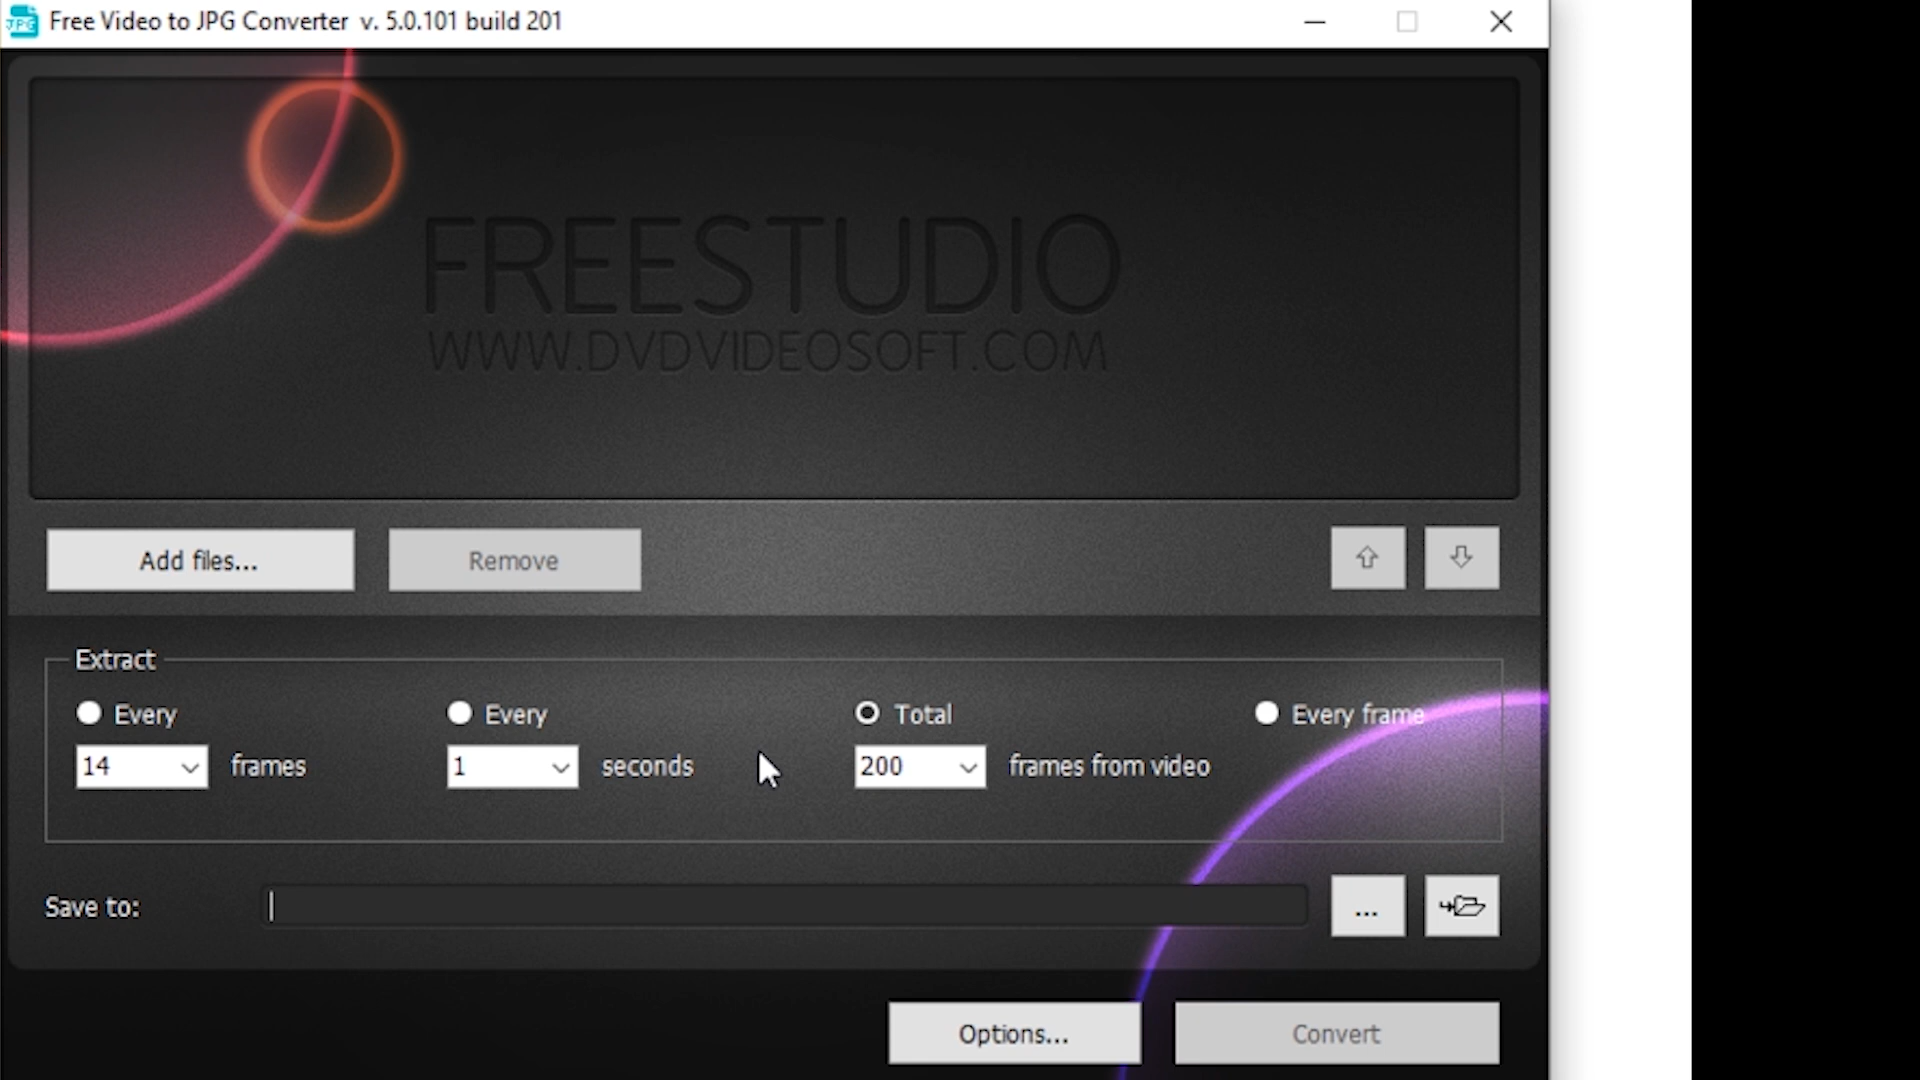 JPG Free Video to JPG Converter v. 5.0.101 build 201
FREESTUDIO
WWW.DVDVIDEOSOFT.COM
Add files... Remove
Extract
Every Every Total Every frame
14 frames 1 seconds 200 frames from video
Save to: ...
Options... Convert